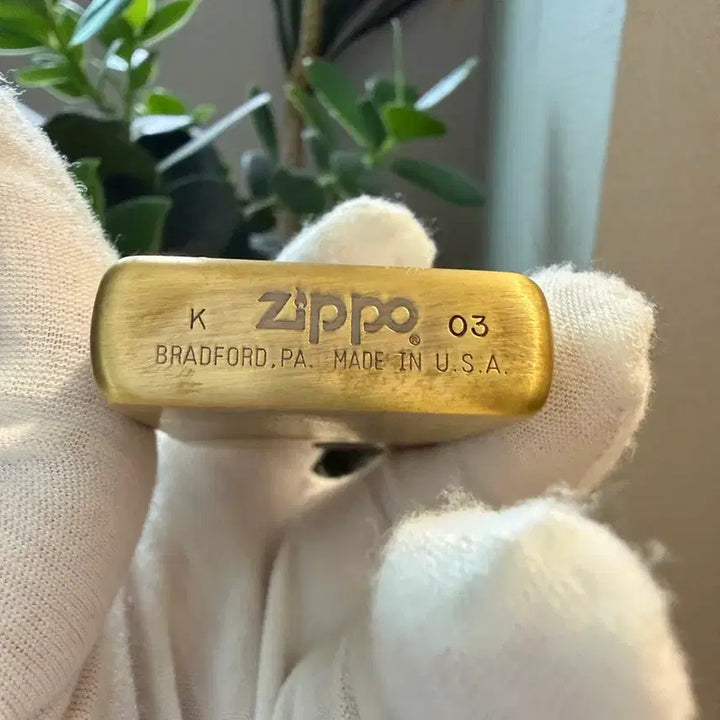 K Zippo® 03
BRADFORD, PA. MADE IN U.S.A.